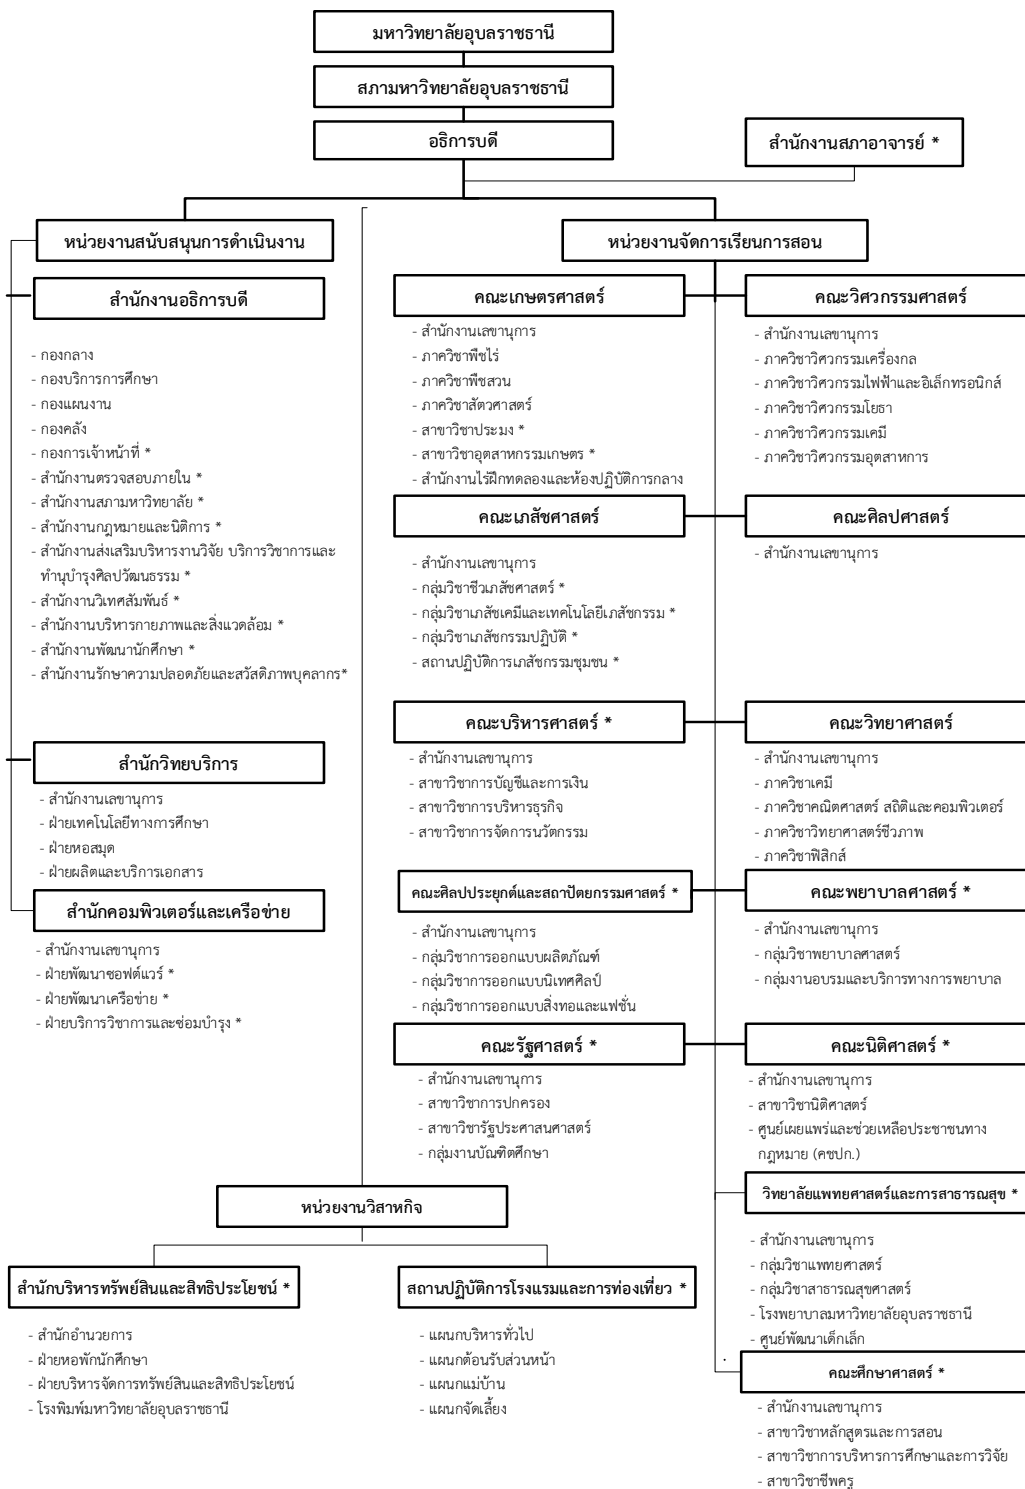 มหาวิทยาลัยอุบลราชธานี
สภามหาวิทยาลัยอุบลราชธานี
อธิการบดี
สำนักงานสภาอาจารย์ *
หน่วยงานสนับสนุนการดำเนินงาน
สำนักงานอธิการบดี
- กองกลาง
- กองบริการการศึกษา
- กองแผนงาน
- กองคลัง
- กองการเจ้าหน้าที่ *
- สำนักงานตรวจสอบภายใน *
- สำนักงานสภามหาวิทยาลัย *
- สำนักงานกฎหมายและนิติการ *
- สำนักงานส่งเสริมบริหารงานวิจัย บริการวิชาการและ
ทำนุบำรุงศิลปวัฒนธรรม *
- สำนักงานวิเทศสัมพันธ์ *
- สำนักงานบริหารกายภาพและสิ่งแวดล้อม *
- สำนักงานพัฒนานักศึกษา *
- สำนักงานรักษาความปลอดภัยและสวัสดิภาพบุคลากร*
สำนักวิทยบริการ
- สำนักงานเลขานุการ
- ฝ่ายเทคโนโลยีทางการศึกษา
- ฝ่ายหอสมุด
- ฝ่ายผลิตและบริการเอกสาร
สำนักคอมพิวเตอร์และเครือข่าย
- สำนักงานเลขานุการ
- ฝ่ายพัฒนาซอฟต์แวร์ *
- ฝ่ายพัฒนาเครือข่าย *
- ฝ่ายบริการวิชาการและซ่อมบำรุง *
หน่วยงานจัดการเรียนการสอน
คณะเกษตรศาสตร์
- สำนักงานเลขานุการ
- ภาควิชาพืชไร่
- ภาควิชาพืชสวน
- ภาควิชาสัตวศาสตร์
- สาขาวิชาประมง *
- สาขาวิชาอุตสาหกรรมเกษตร *
- สำนักงานไร่ฝึกทดลองและห้องปฏิบัติการกลาง
คณะวิศวกรรมศาสตร์
- สำนักงานเลขานุการ
- ภาควิชาวิศวกรรมเครื่องกล
- ภาควิชาวิศวกรรมไฟฟ้าและอิเล็กทรอนิกส์
- ภาควิชาวิศวกรรมโยธา
- ภาควิชาวิศวกรรมเคมี
- ภาควิชาวิศวกรรมอุตสาหการ
คณะเภสัชศาสตร์
- สำนักงานเลขานุการ
- กลุ่มวิชาชีวเภสัชศาสตร์ *
- กลุ่มวิชาเภสัชเคมีและเทคโนโลยีเภสัชกรรม *
- กลุ่มวิชาเภสัชกรรมปฏิบัติ *
- สถานปฏิบัติการเภสัชกรรมชุมชน *
คณะศิลปศาสตร์
- สำนักงานเลขานุการ
คณะบริหารศาสตร์ *
- สำนักงานเลขานุการ
- สาขาวิชาการบัญชีและการเงิน
- สาขาวิชาการบริหารธุรกิจ
- สาขาวิชาการจัดการนวัตกรรม
คณะวิทยาศาสตร์
- สำนักงานเลขานุการ
- ภาควิชาเคมี
- ภาควิชาคณิตศาสตร์ สถิติและคอมพิวเตอร์
- ภาควิชาวิทยาศาสตร์ชีวภาพ
- ภาควิชาฟิสิกส์
คณะศิลปประยุกต์และสถาปัตยกรรมศาสตร์ *
- สำนักงานเลขานุการ
- กลุ่มวิชาการออกแบบผลิตภัณฑ์
- กลุ่มวิชาการออกแบบนิเทศศิลป์
- กลุ่มวิชาการออกแบบสิ่งทอและแฟชั่น
คณะพยาบาลศาสตร์ *
- สำนักงานเลขานุการ
- กลุ่มวิชาพยาบาลศาสตร์
- กลุ่มงานอบรมและบริการทางการพยาบาล
คณะรัฐศาสตร์ *
- สำนักงานเลขานุการ
- สาขาวิชาการปกครอง
- สาขาวิชารัฐประศาสนศาสตร์
- กลุ่มงานบัณฑิตศึกษา
คณะนิติศาสตร์ *
- สำนักงานเลขานุการ
- สาขาวิชานิติศาสตร์
- ศูนย์เผยแพร่และช่วยเหลือประชาชนทาง
กฎหมาย (คชปก.)
วิทยาลัยแพทยศาสตร์และการสาธารณสุข *
- สำนักงานเลขานุการ
- กลุ่มวิชาแพทยศาสตร์
- กลุ่มวิชาสาธารณสุขศาสตร์
- โรงพยาบาลมหาวิทยาลัยอุบลราชธานี
- ศูนย์พัฒนาเด็กเล็ก
คณะศึกษาศาสตร์ *
- สำนักงานเลขานุการ
- สาขาวิชาหลักสูตรและการสอน
- สาขาวิชาการบริหารการศึกษาและการวิจัย
- สาขาวิชาชีพครู
หน่วยงานวิสาหกิจ
สำนักบริหารทรัพย์สินและสิทธิประโยชน์ *
- สำนักอำนวยการ
- ฝ่ายหอพักนักศึกษา
- ฝ่ายบริหารจัดการทรัพย์สินและสิทธิประโยชน์
- โรงพิมพ์มหาวิทยาลัยอุบลราชธานี
สถานปฏิบัติการโรงแรมและการท่องเที่ยว *
- แผนกบริหารทั่วไป
- แผนกต้อนรับส่วนหน้า
- แผนกแม่บ้าน
- แผนกจัดเลี้ยง